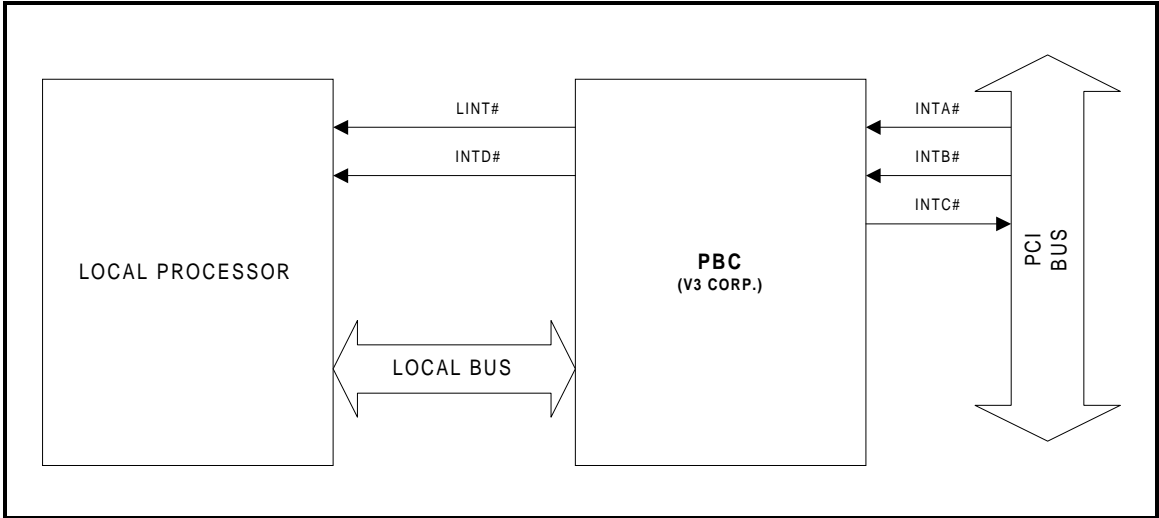 LINT#
INTD#
INTA#
INTB#
INTC#
LOCAL PROCESSOR
PBC
(V3 CORP.)
PCI
BUS
LOCAL BUS